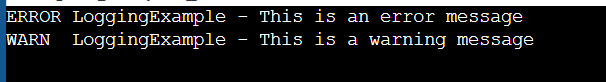 ERROR LoggingExample - This is an error message
WARN  LoggingExample - This is a warning message